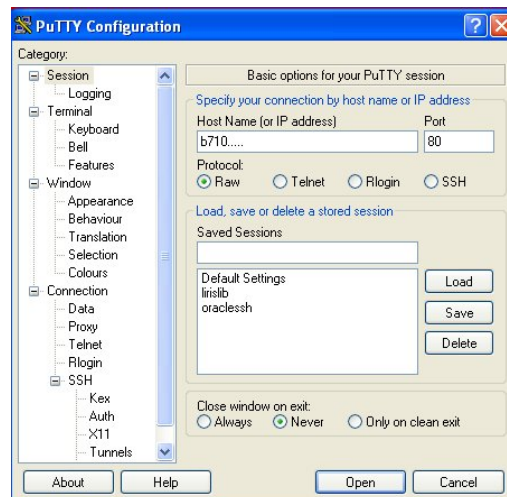 PuTTY Configuration
Category:
Session
Logging
Terminal
Keyboard
Bell
Features
Window
Appearance
Behaviour
Translation
Selection
Colours
Connection
Data
Proxy
Telnet
Rlogin
SSH
Kex
Auth
X11
Tunnels
Basic options for your PuTTY session
Specify your connection by host name or IP address
Host Name (or IP address) Port
b710..... 80
Protocol:
Raw Telnet Rlogin SSH
Load, save or delete a stored session
Saved Sessions
Default Settings
lirislib
oraclessh
Load
Save
Delete
Close window on exit:
Always Never Only on clean exit
About Help Open Cancel